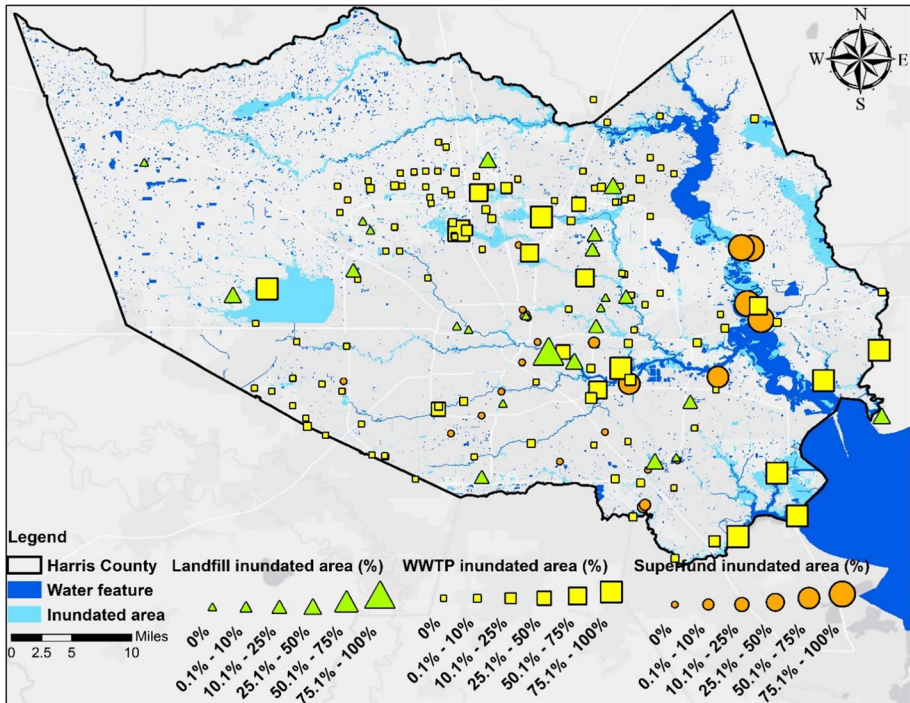 N
W E
S
Legend
Harris County
Water feature
Inundated area
Miles
0 2.5 5 10
Landfill inundated area (%)
0%
0.1% - 10%
10.1% - 25%
25.1% - 50%
50.1% - 75%
75.1% - 100%
WWTP inundated area (%)
0%
0.1% - 10%
10.1% - 25%
25.1% - 50%
50.1% - 75%
75.1% - 100%
Superfund inundated area (%)
0%
0.1% - 10%
10.1% - 25%
25.1% - 50%
50.1% - 75%
75.1% - 100%